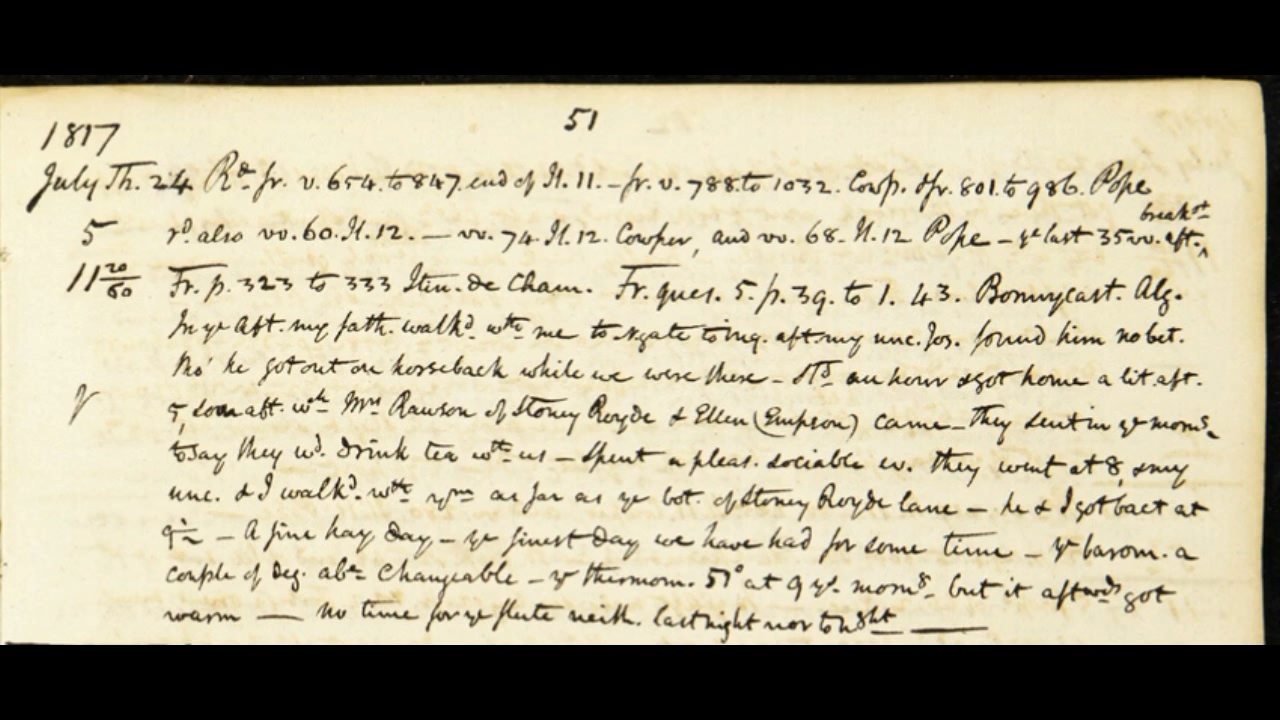 51
1817
July Th. 24 Rd. fr. v. 654. to 847. end of Il. 11. – fr. v. 788. to 1032. Cowp. & fr. 801. to 986. Pope
breakst
5 rd. also vv. 60. Il. 12. — vv. 74. Il. 12. Cowper, and vv. 68. Il. 12 Pope – ye last 35 vv. aft. ^
11 20/60 Fr. p. 323 to 333 Itin. de Cham. Fr. ques. 5. p. 39. to 1. 43. Bonnycast. Alg.
In ye aft. my fath. walkd. wth. me to Ngate to inq. aft. my unc. Jos. found him no bet.
tho' he got out on horseback while we were there – std. an hour & got home a lit. aft.
V 5, soon aft. wh. Mrs Rawson of Stoney Royde & Ellen (Empson) came – they sent in ye morng.
to say they wd. drink tea wth. us – spent a pleas. sociable ev. they went at 8, & my
unc. & I walkd. wth. ym as far as ye bot. of Stoney Royde lane – he & I got back at
9 1/2 – A fine hay day – ye finest day we have had for some time – ye barom. a
couple of deg. abe. Changeable – ye thermom. 57° at 9 ys. morng. but it aftwds got
warm — no time for ye flute neith. last night nor tonght —